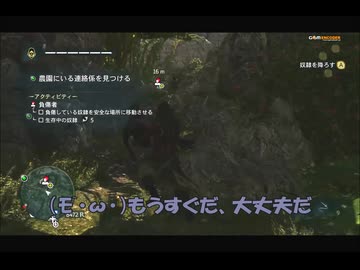 農園にいる連絡係を見つける
16 m
奴隷を降ろす A
ーアクティビティー
負傷者
負傷している奴隷を安全な場所に移動させる
生存中の奴隷 5
(モ・ω・)もうすぐだ、大丈夫だ